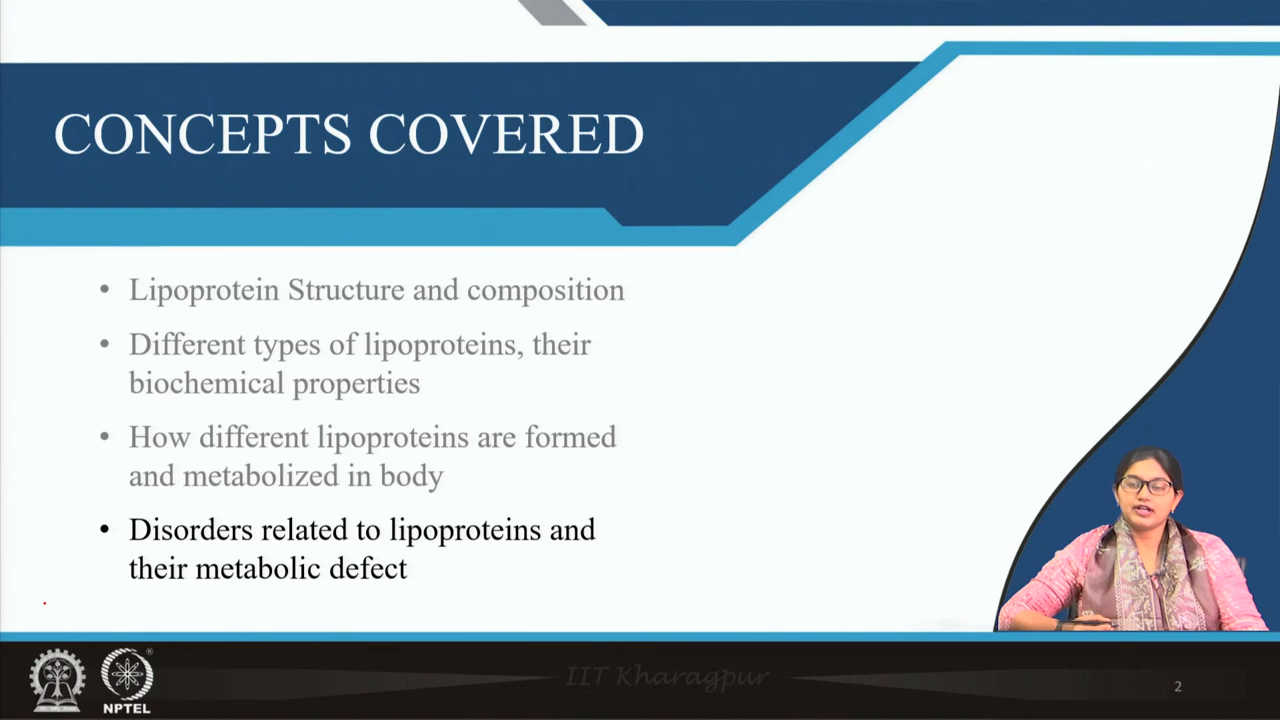 CONCEPTS COVERED
• Lipoprotein Structure and composition
• Different types of lipoproteins, their
biochemical properties
• How different lipoproteins are formed
and metabolized in body
• Disorders related to lipoproteins and
their metabolic defect
IIT Kharagpur
2
®
NPTEL